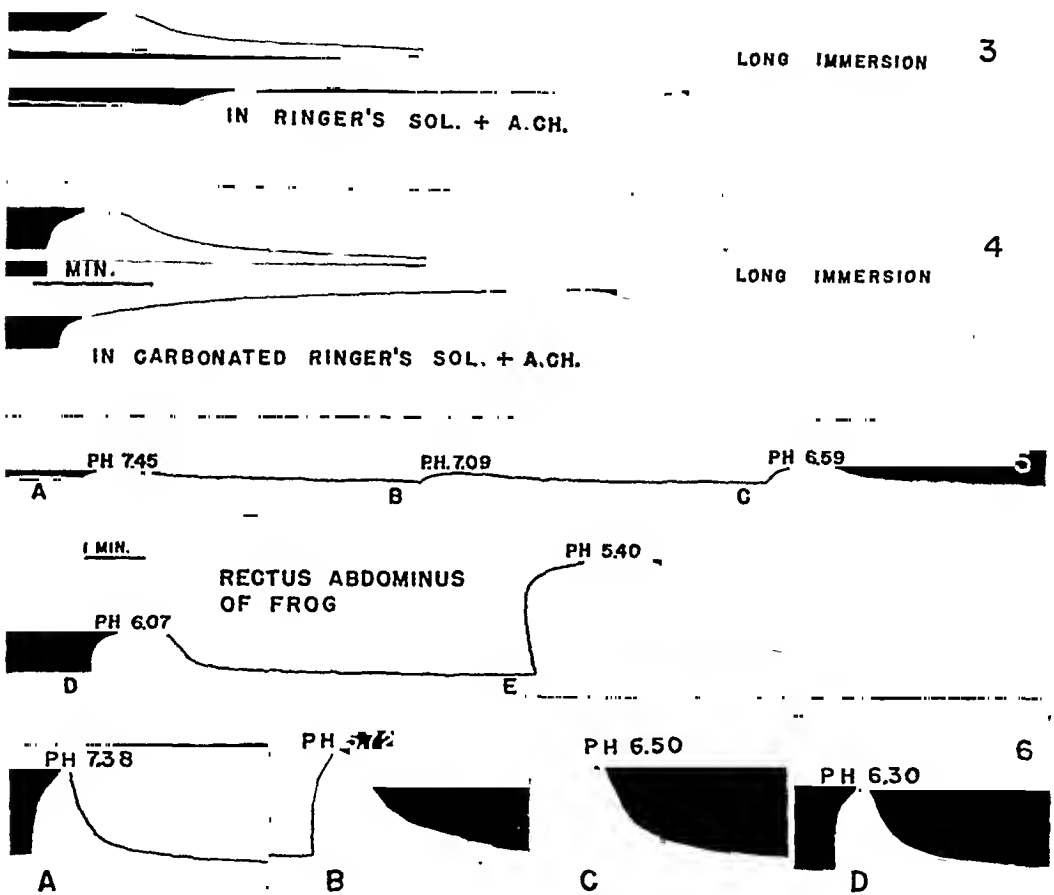 LONG IMMERSION 3
IN RINGER'S SOL. + A.CH.
MIN.
LONG IMMERSION 4
IN CARBONATED RINGER'S SOL. + A.CH.
PH 7.45 PH.7.09 PH 6.59 5
A B C
1 MIN.
RECTUS ABDOMINUS
OF FROG
PH 5.40
PH 6.07
D E
PH 7.38 PH PH 6.50 PH 6.30 6
A B C D